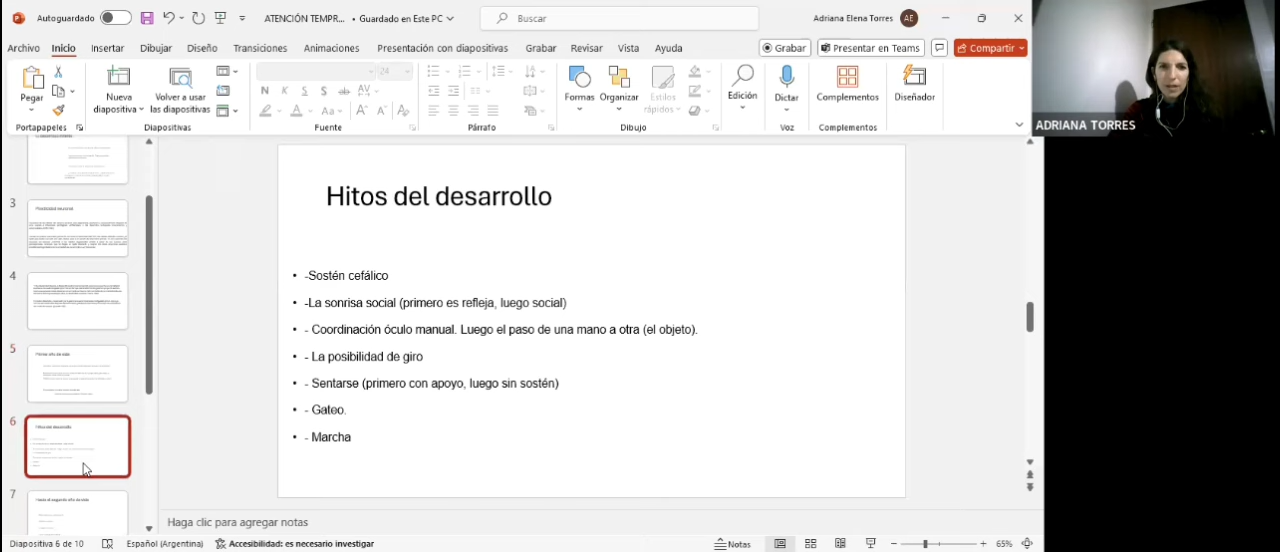 Autoguardado
ATENCIÓN TEMPR... • Guardado en Este PC
Buscar
Adriana Elena Torres
AE
Archivo Inicio Insertar Dibujar Diseño Transiciones Animaciones Presentación con diapositivas Grabar Revisar Vista Ayuda
Grabar
Presentar en Teams
Compartir
Pegar
Nueva diapositiva
Volver a usar las diapositivas
24
N K S S AV
Aa A A
Formas
Organizar
Estilos rápidos
Edición
Dictar
Complementos
Diseñador
Portapapeles
Diapositivas
Fuente
Párrafo
Dibujo
Voz
Complementos
ADRIANA TORRES
3
Plasticidad neuronal
4
5
Primer año de vida
6
Hitos del desarrollo
7
Hitos del desarrollo
• -Sostén cefálico
• -La sonrisa social (primero es refleja, luego social)
• - Coordinación óculo manual. Luego el paso de una mano a otra (el objeto).
• - La posibilidad de giro
• - Sentarse (primero con apoyo, luego sin sostén)
• - Gateo.
• - Marcha
Haga clic para agregar notas
Diapositiva 6 de 10
Español (Argentina)
Accesibilidad: es necesario investigar
Notas
65%